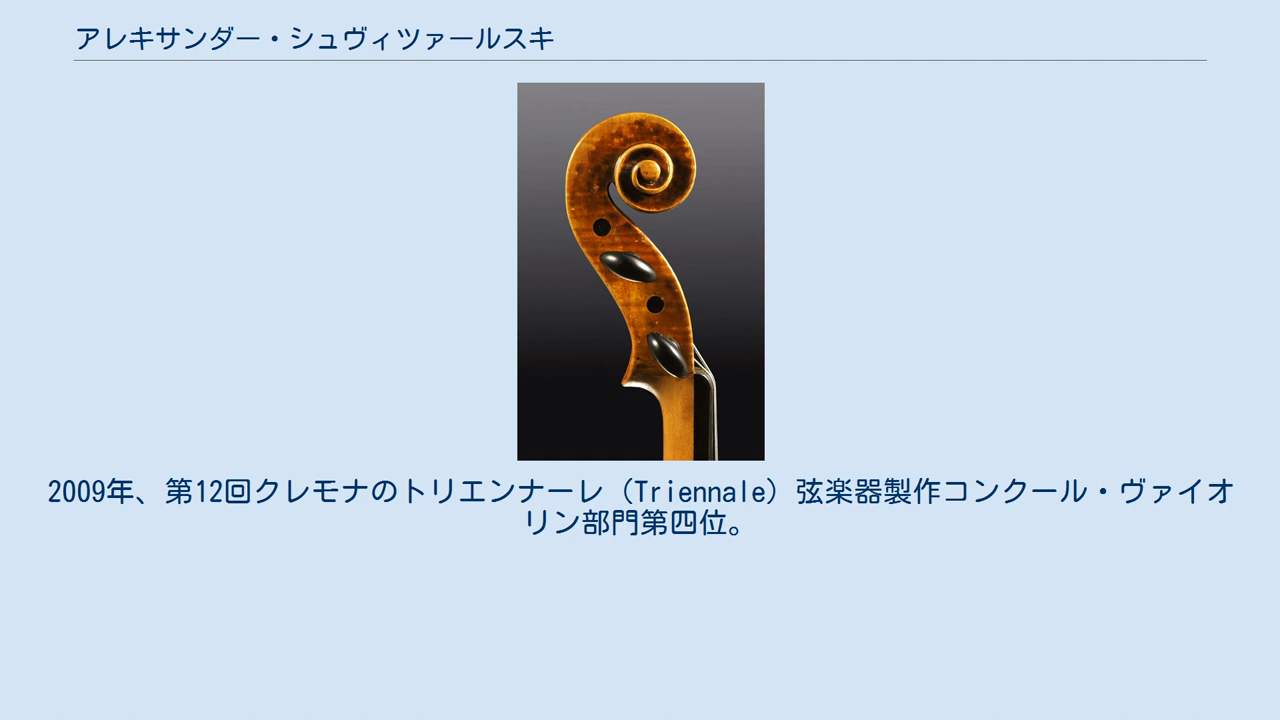 アレキサンダー・シュヴィツァールスキ
2009年、第12回クレモナのトリエンナーレ（Triennale）弦楽器製作コンクール・ヴァイオ
リン部門第四位。